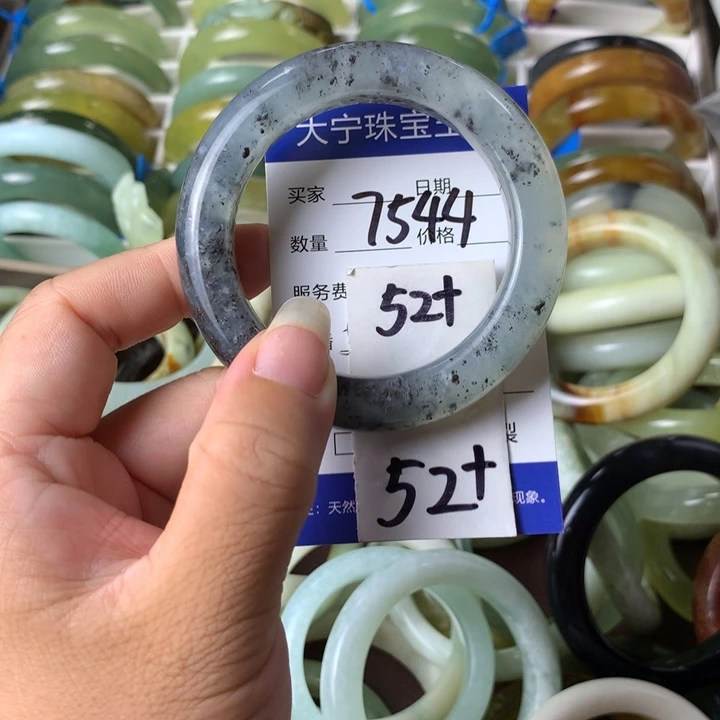 大宁珠宝
买家 日期
7544
数量 价格
服务费
52+
52+
天然 现象.